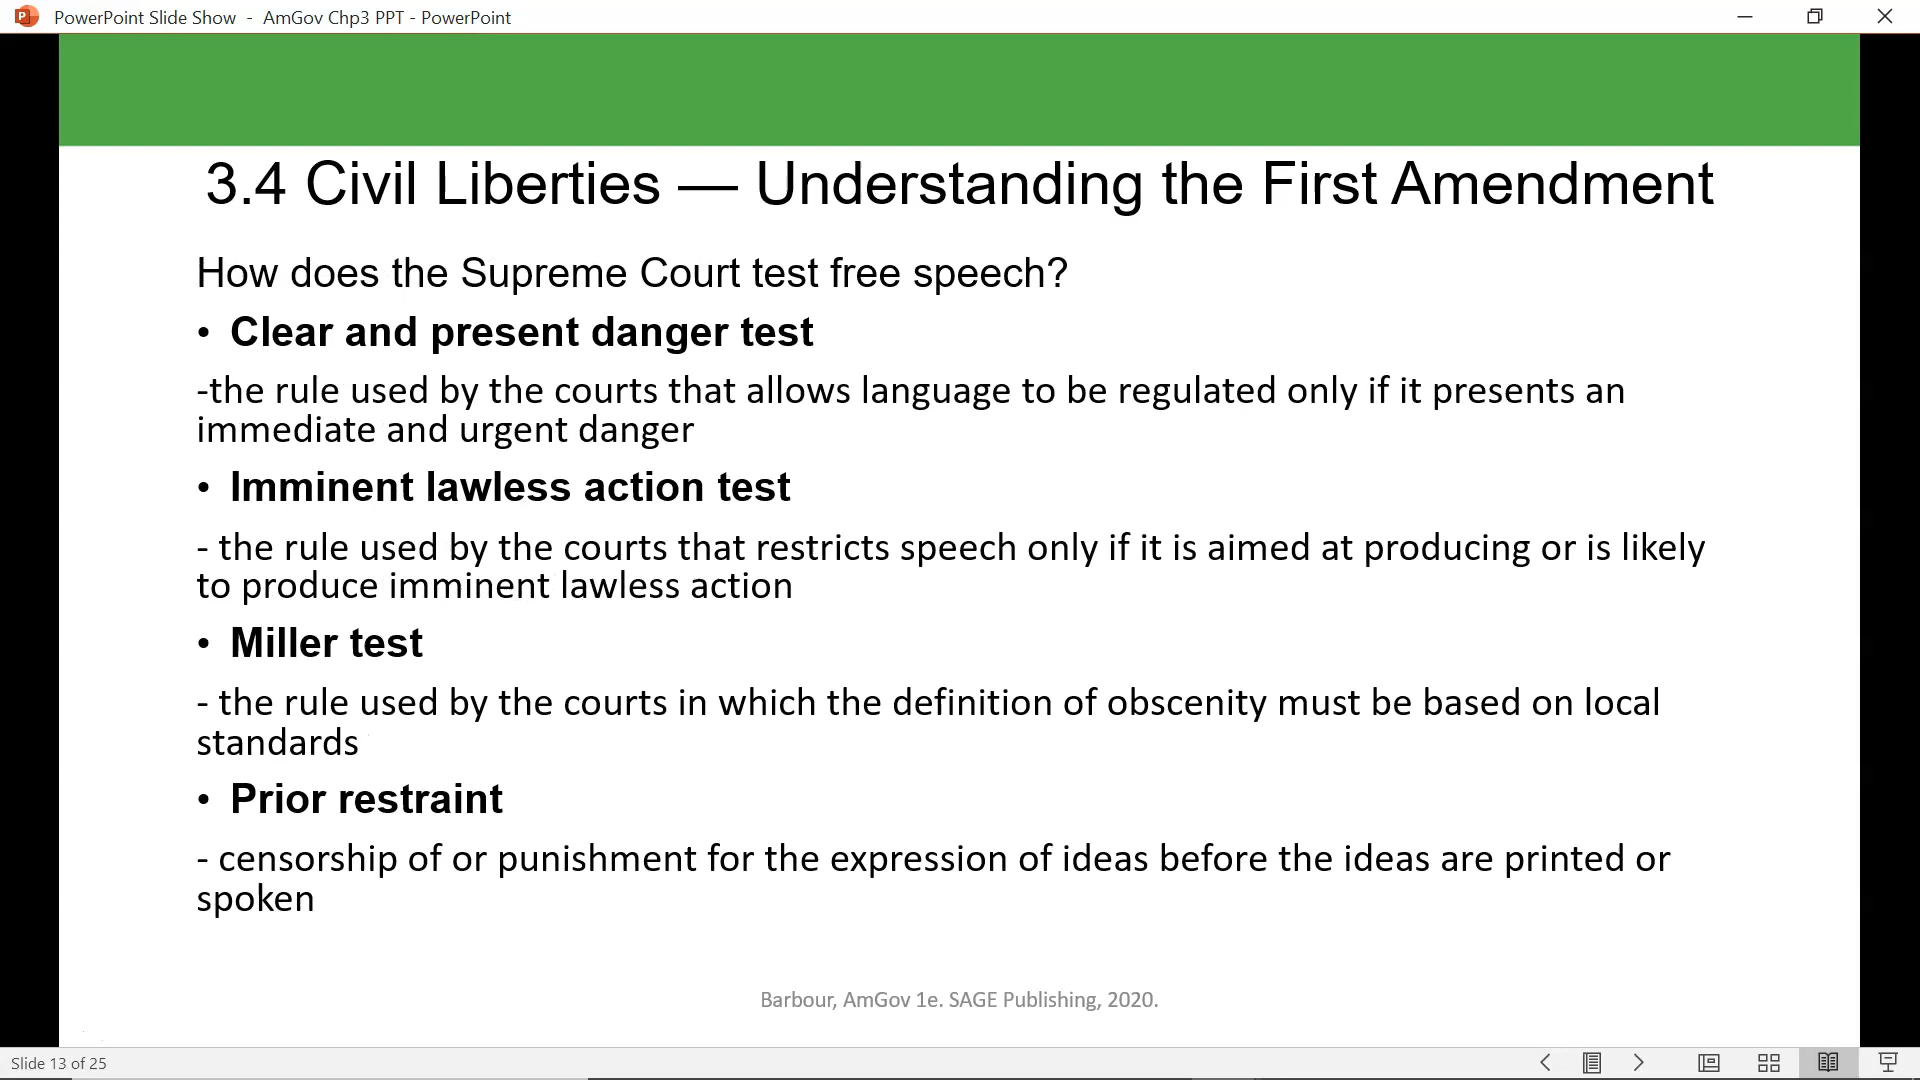 PowerPoint Slide Show - AmGov Chp3 PPT - PowerPoint
3.4 Civil Liberties — Understanding the First Amendment
How does the Supreme Court test free speech?
• Clear and present danger test
-the rule used by the courts that allows language to be regulated only if it presents an
immediate and urgent danger
• Imminent lawless action test
- the rule used by the courts that restricts speech only if it is aimed at producing or is likely
to produce imminent lawless action
• Miller test
- the rule used by the courts in which the definition of obscenity must be based on local
standards
• Prior restraint
- censorship of or punishment for the expression of ideas before the ideas are printed or
spoken
Barbour, AmGov 1e. SAGE Publishing, 2020.
Slide 13 of 25